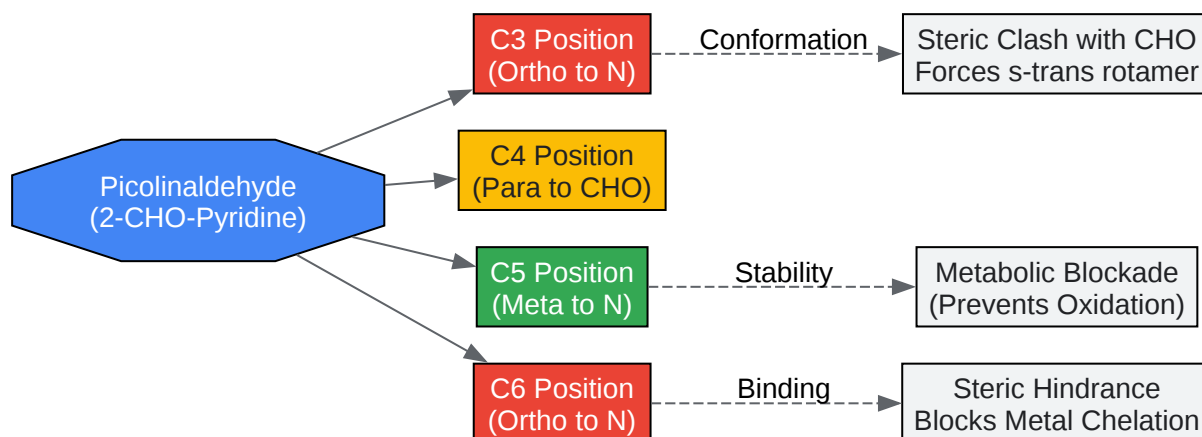 C3 Position
(Ortho to N)
Conformation
Steric Clash with CHO
Forces s-trans rotamer
Picolinaldehyde
(2-CHO-Pyridine)
C4 Position
(Para to CHO)
C5 Position
(Meta to N)
Stability
Metabolic Blockade
(Prevents Oxidation)
C6 Position
(Ortho to N)
Binding
Steric Hindrance
Blocks Metal Chelation